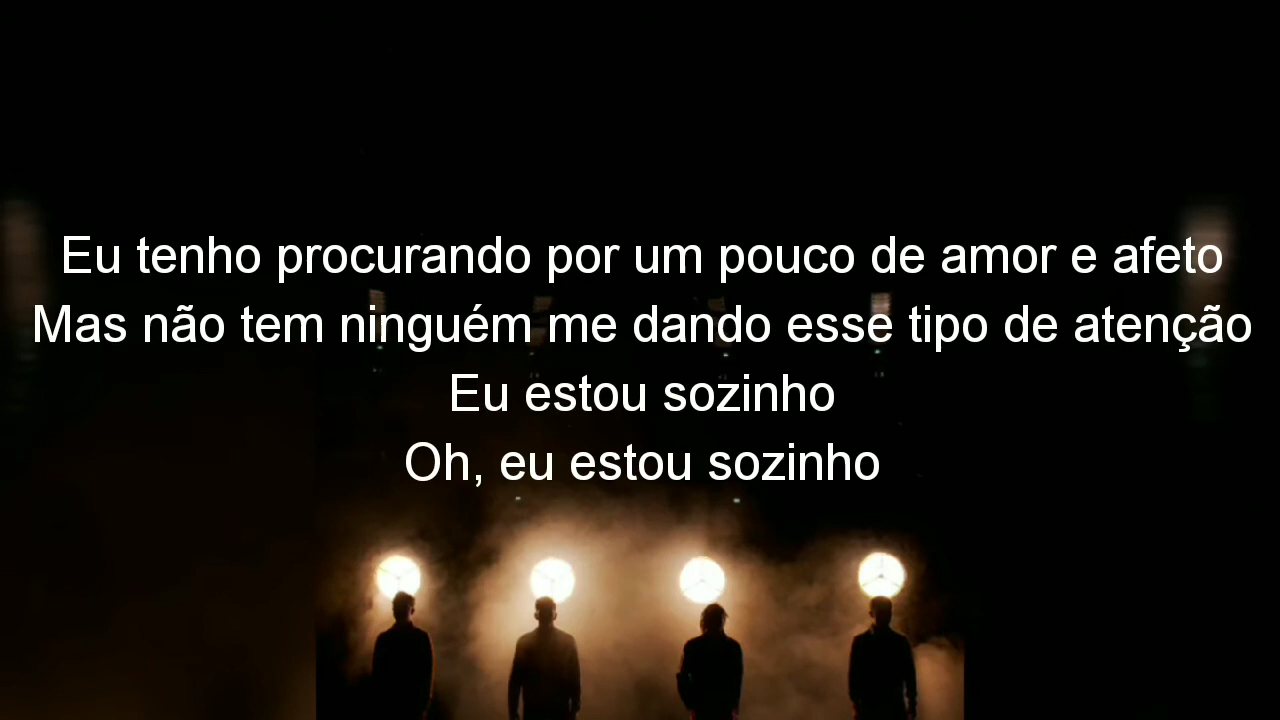 Eu tenho procurando por um pouco de amor e afeto
Mas não tem ninguém me dando esse tipo de atenção
Eu estou sozinho
Oh, eu estou sozinho